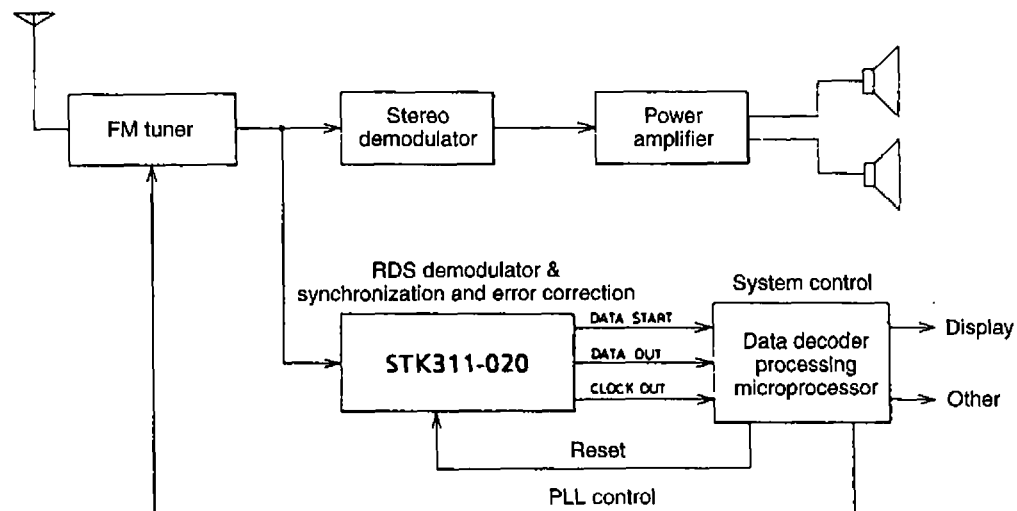 FM tuner
Stereo
demodulator
Power
amplifier
RDS demodulator &
synchronization and error correction
System control
STK311-020
DATA START
DATA OUT
CLOCK OUT
Data decoder
processing
microprocessor
Display
Other
Reset
PLL control